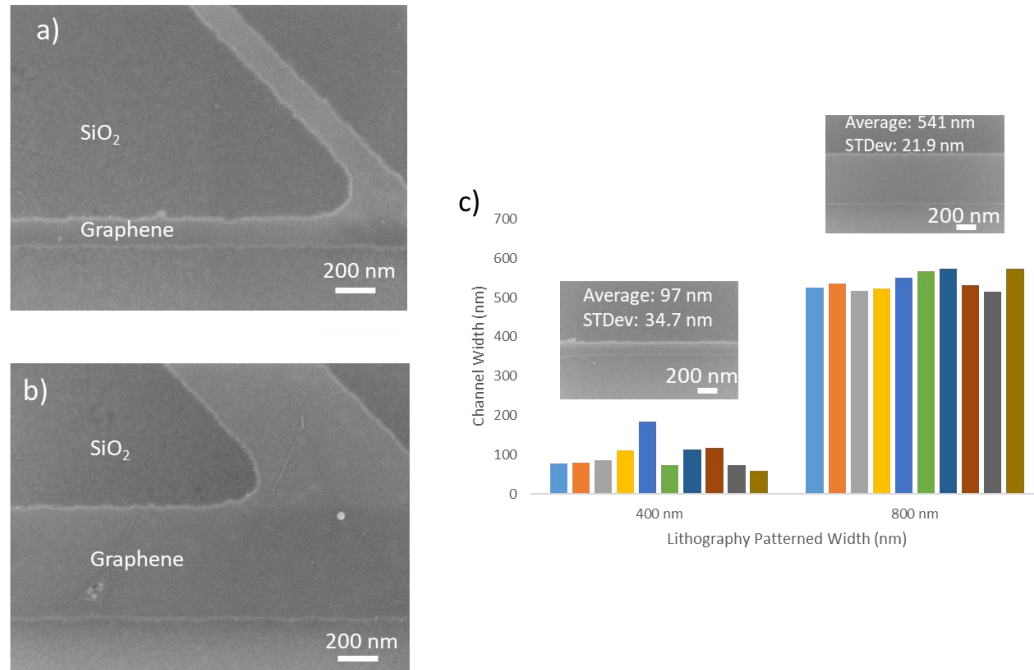 a)
SiO₂
Graphene
200 nm
b)
SiO₂
Graphene
200 nm
c)
Channel Width (nm)
700
600
500
400
300
200
100
0
Average: 97 nm
STDev: 34.7 nm
200 nm
Average: 541 nm
STDev: 21.9 nm
200 nm
400 nm
800 nm
Lithography Patterned Width (nm)